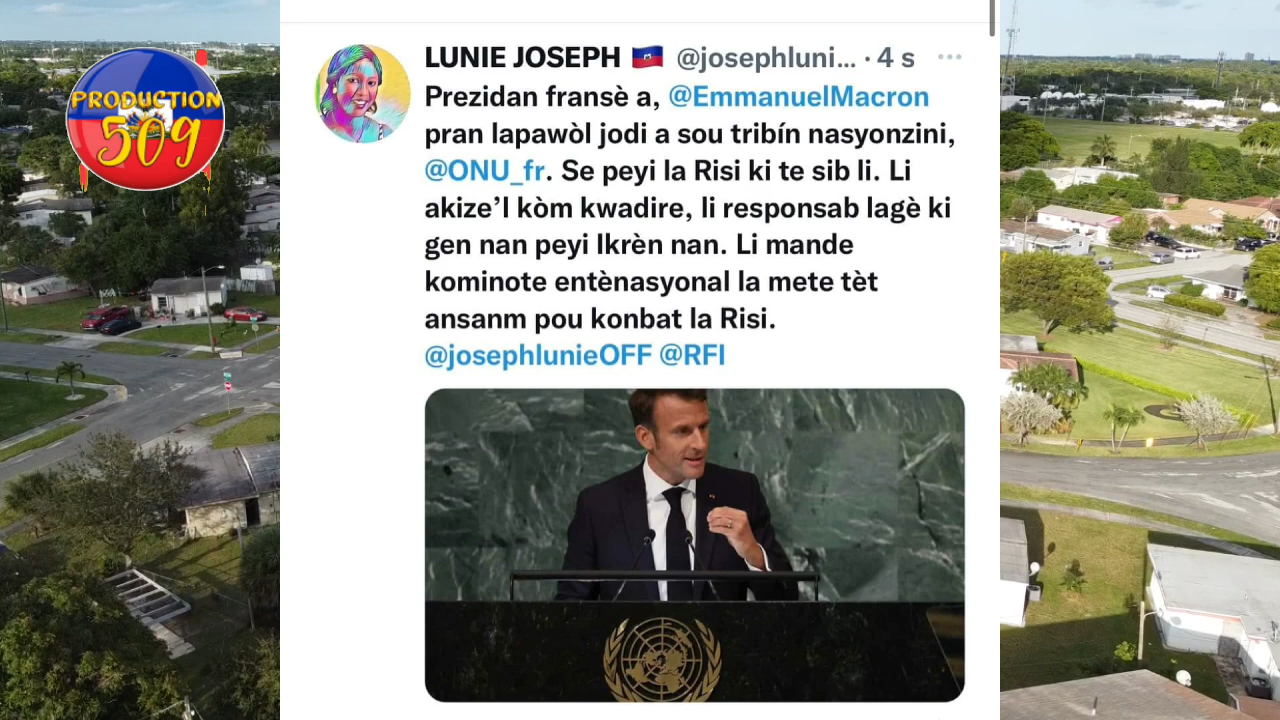 PRODUCTION
509
LUNIE JOSEPH 🇭🇹 @josephluni... · 4 s
Prezidan fransè a, @EmmanuelMacron
pran lapawòl jodi a sou tribín nasyonzini,
@ONU_fr. Se peyi la Risi ki te sib li. Li
akize’l kòm kwadire, li responsab lagè ki
gen nan peyi Ikrèn nan. Li mande
kominote entènasyonal la mete tèt
ansanm pou konbat la Risi.
@josephlunieOFF @RFI